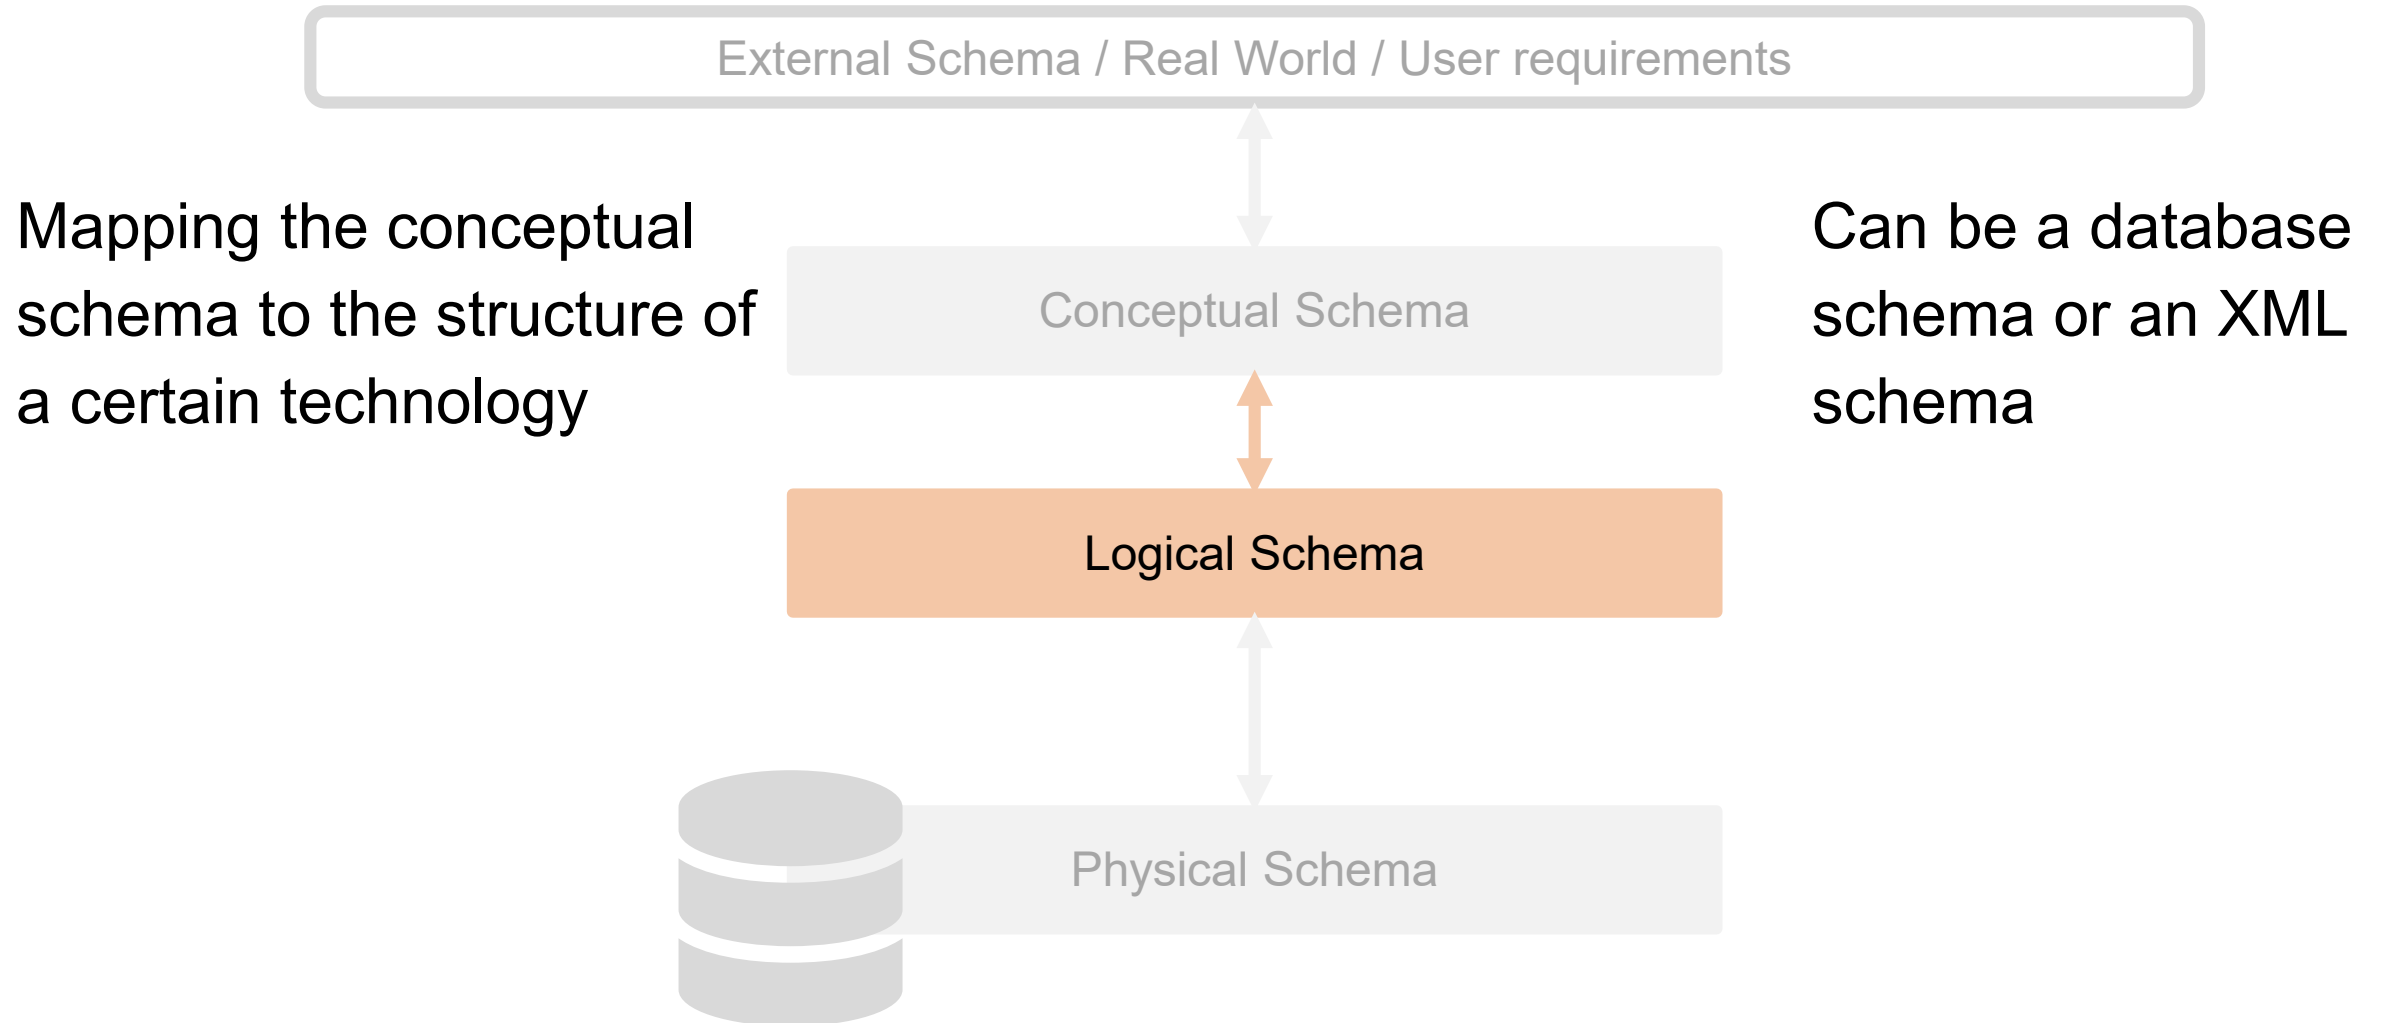 External Schema / Real World / User requirements
Mapping the conceptual
schema to the structure of
a certain technology
Can be a database
schema or an XML
schema
Conceptual Schema
Logical Schema
Physical Schema